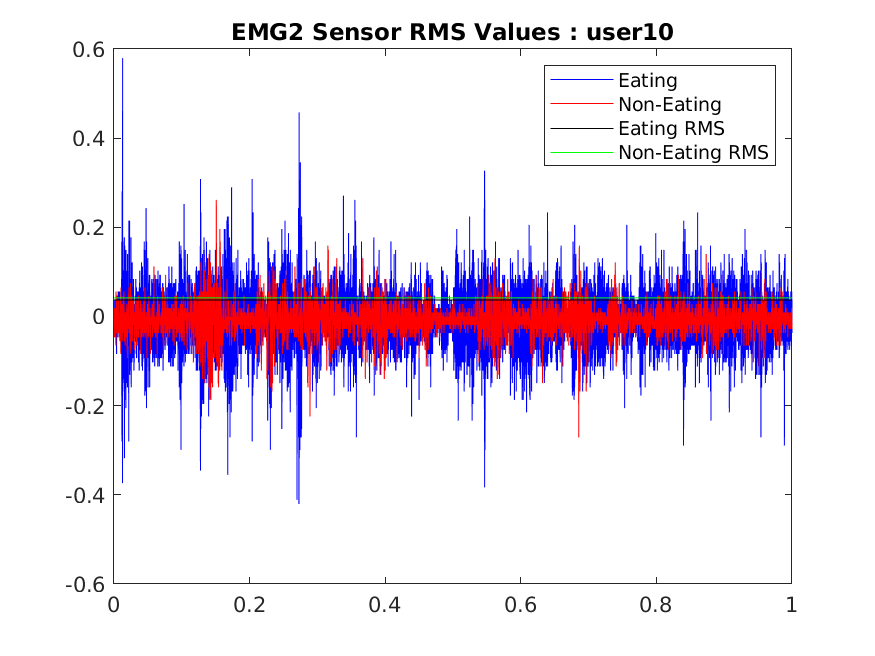 EMG2 Sensor RMS Values : user10
0.6
0.4
0.2
0
-0.2
-0.4
-0.6
Eating
Non-Eating
Eating RMS
Non-Eating RMS
0 0.2 0.4 0.6 0.8 1